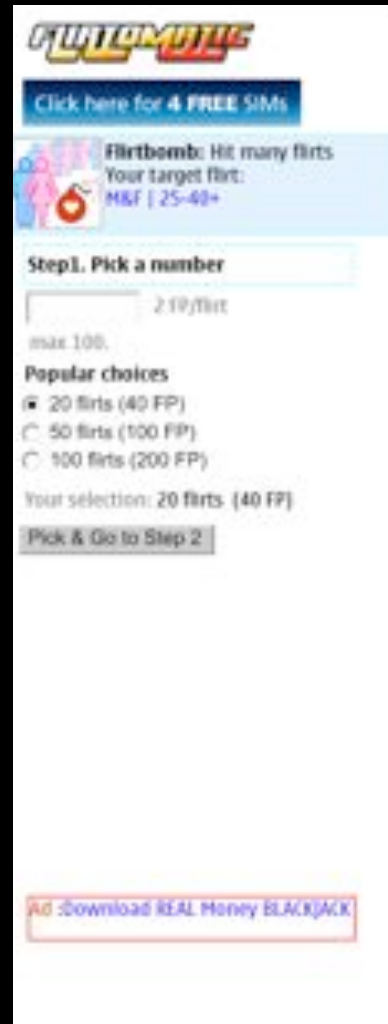 FLIRTOMATIC
Click here for 4 FREE SIMs
Flirtbomb: Hit many flirts
Your target flirt:
M&F | 25-40+
Step1. Pick a number
2 FP/flirt
max 100.
Popular choices
20 flirts (40 FP)
50 flirts (100 FP)
100 flirts (200 FP)
Your selection: 20 flirts (40 FP)
Pick & Go to Step 2
Ad :Download REAL Money BLACKJACK